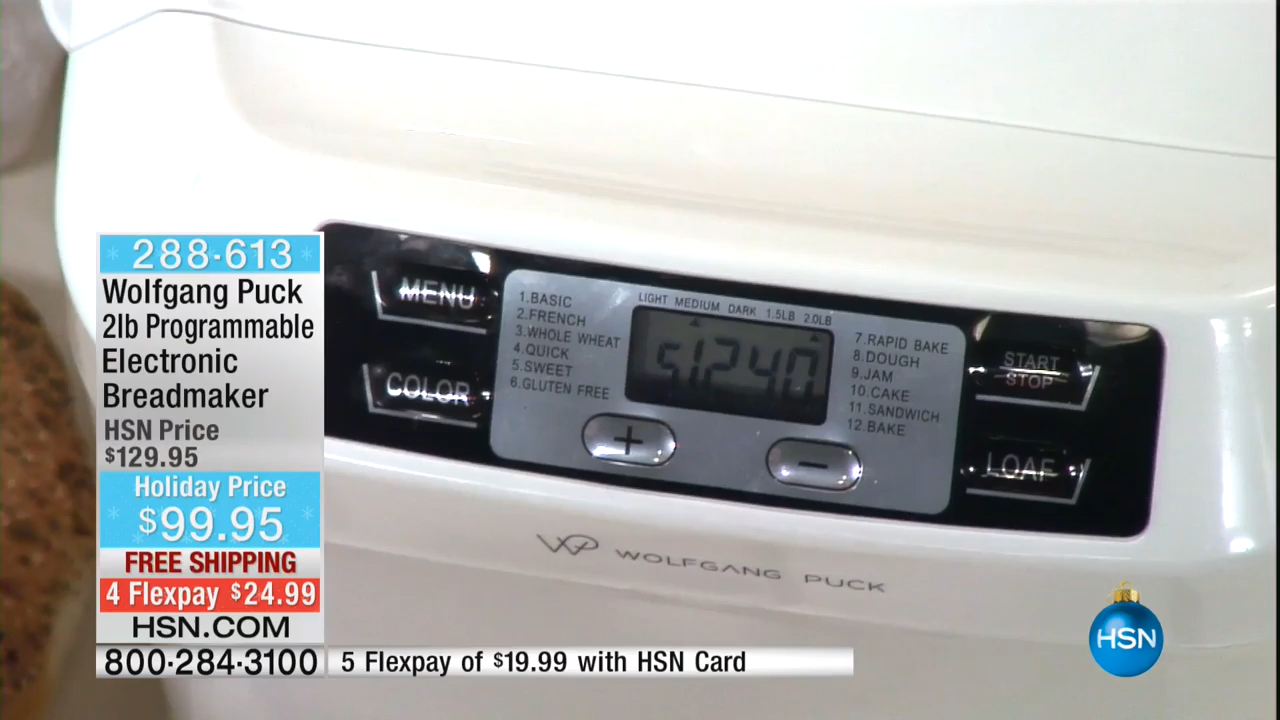 288-613
Wolfgang Puck
2lb Programmable
Electronic
Breadmaker
HSN Price
$129.95
Holiday Price
$99.95
FREE SHIPPING
4 Flexpay $24.99
HSN.COM
800-284-3100
5 Flexpay of $19.99 with HSN Card
MENU
COLOR
1.BASIC
2.FRENCH
3.WHOLE WHEAT
4.QUICK
5.SWEET
6.GLUTEN FREE
LIGHT MEDIUM DARK 1.5LB 2.0LB
51240
+
−
7.RAPID BAKE
8.DOUGH
9.JAM
10.CAKE
11.SANDWICH
12.BAKE
START
STOP
LOAF
WP WOLFGANG PUCK
HSN